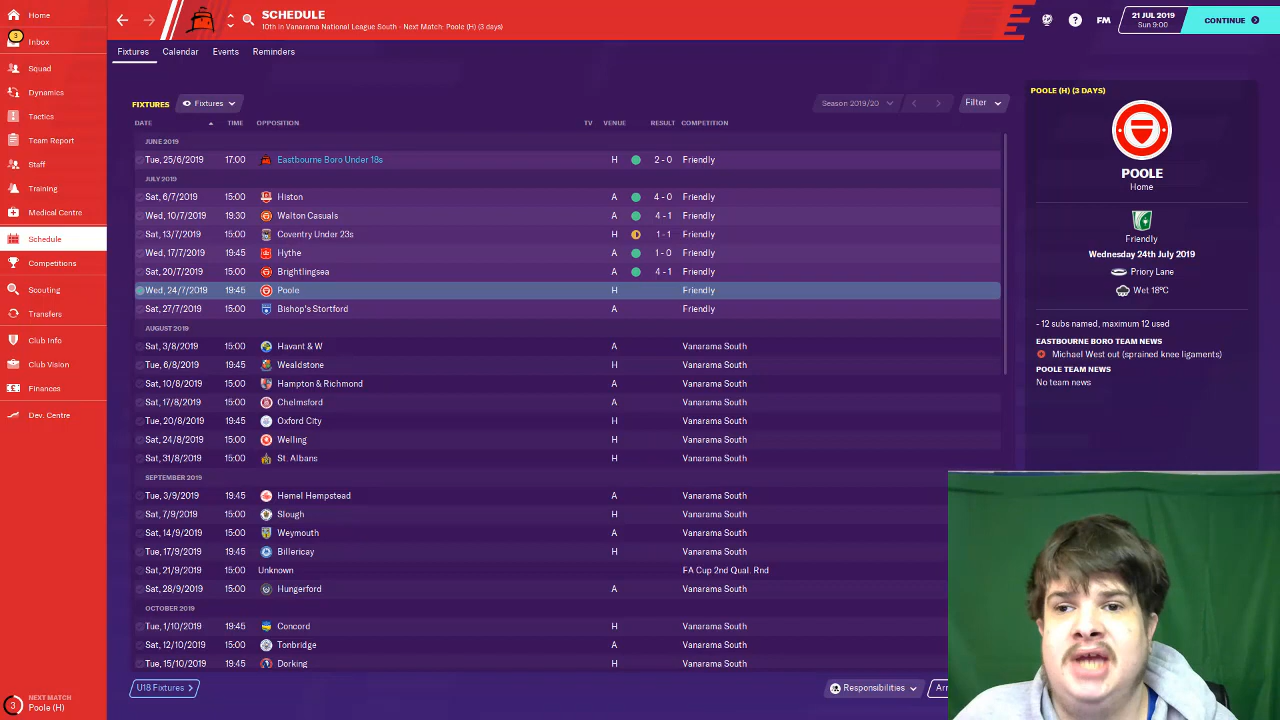 Home
3
Inbox
Squad
Dynamics
Tactics
Team Report
Staff
Training
Medical Centre
Schedule
Competitions
Scouting
Transfers
Club Info
Club Vision
Finances
Dev. Centre
3
NEXT MATCH
Poole (H)
SCHEDULE
10th in Vanarama National League South - Next Match: Poole (H) (3 days)
?
FM
21 JUL 2019
Sun 9:00
CONTINUE
Fixtures Calendar Events Reminders
FIXTURES Fixtures Season 2019/20 Filter
DATE TIME OPPOSITION TV VENUE RESULT COMPETITION
JUNE 2019
Tue, 25/6/2019 17:00 Eastbourne Boro Under 18s H 2 - 0 Friendly
JULY 2019
Sat, 6/7/2019 15:00 Histon A 4 - 0 Friendly
Wed, 10/7/2019 19:30 Walton Casuals A 4 - 1 Friendly
Sat, 13/7/2019 15:00 Coventry Under 23s H 1 - 1 Friendly
Wed, 17/7/2019 19:45 Hythe A 1 - 0 Friendly
Sat, 20/7/2019 15:00 Brightlingsea A 4 - 1 Friendly
Wed, 24/7/2019 19:45 Poole H Friendly
Sat, 27/7/2019 15:00 Bishop's Stortford A Friendly
AUGUST 2019
Sat, 3/8/2019 15:00 Havant & W A Vanarama South
Tue, 6/8/2019 19:45 Wealdstone H Vanarama South
Sat, 10/8/2019 15:00 Hampton & Richmond A Vanarama South
Sat, 17/8/2019 15:00 Chelmsford A Vanarama South
Tue, 20/8/2019 19:45 Oxford City H Vanarama South
Sat, 24/8/2019 15:00 Welling H Vanarama South
Sat, 31/8/2019 15:00 St. Albans H Vanarama South
SEPTEMBER 2019
Tue, 3/9/2019 19:45 Hemel Hempstead A Vanarama South
Sat, 7/9/2019 15:00 Slough H Vanarama South
Sat, 14/9/2019 15:00 Weymouth A Vanarama South
Tue, 17/9/2019 19:45 Billericay H Vanarama South
Sat, 21/9/2019 15:00 Unknown FA Cup 2nd Qual. Rnd
Sat, 28/9/2019 15:00 Hungerford A Vanarama South
OCTOBER 2019
Tue, 1/10/2019 19:45 Concord H Vanarama South
Sat, 12/10/2019 15:00 Tonbridge A Vanarama South
Tue, 15/10/2019 19:45 Dorking H Vanarama South
U18 Fixtures Responsibilities Arr
POOLE (H) (3 DAYS)
POOLE
Home
Friendly
Wednesday 24th July 2019
Priory Lane
Wet 18°C
- 12 subs named, maximum 12 used
EASTBOURNE BORO TEAM NEWS
Michael West out (sprained knee ligaments)
POOLE TEAM NEWS
No team news